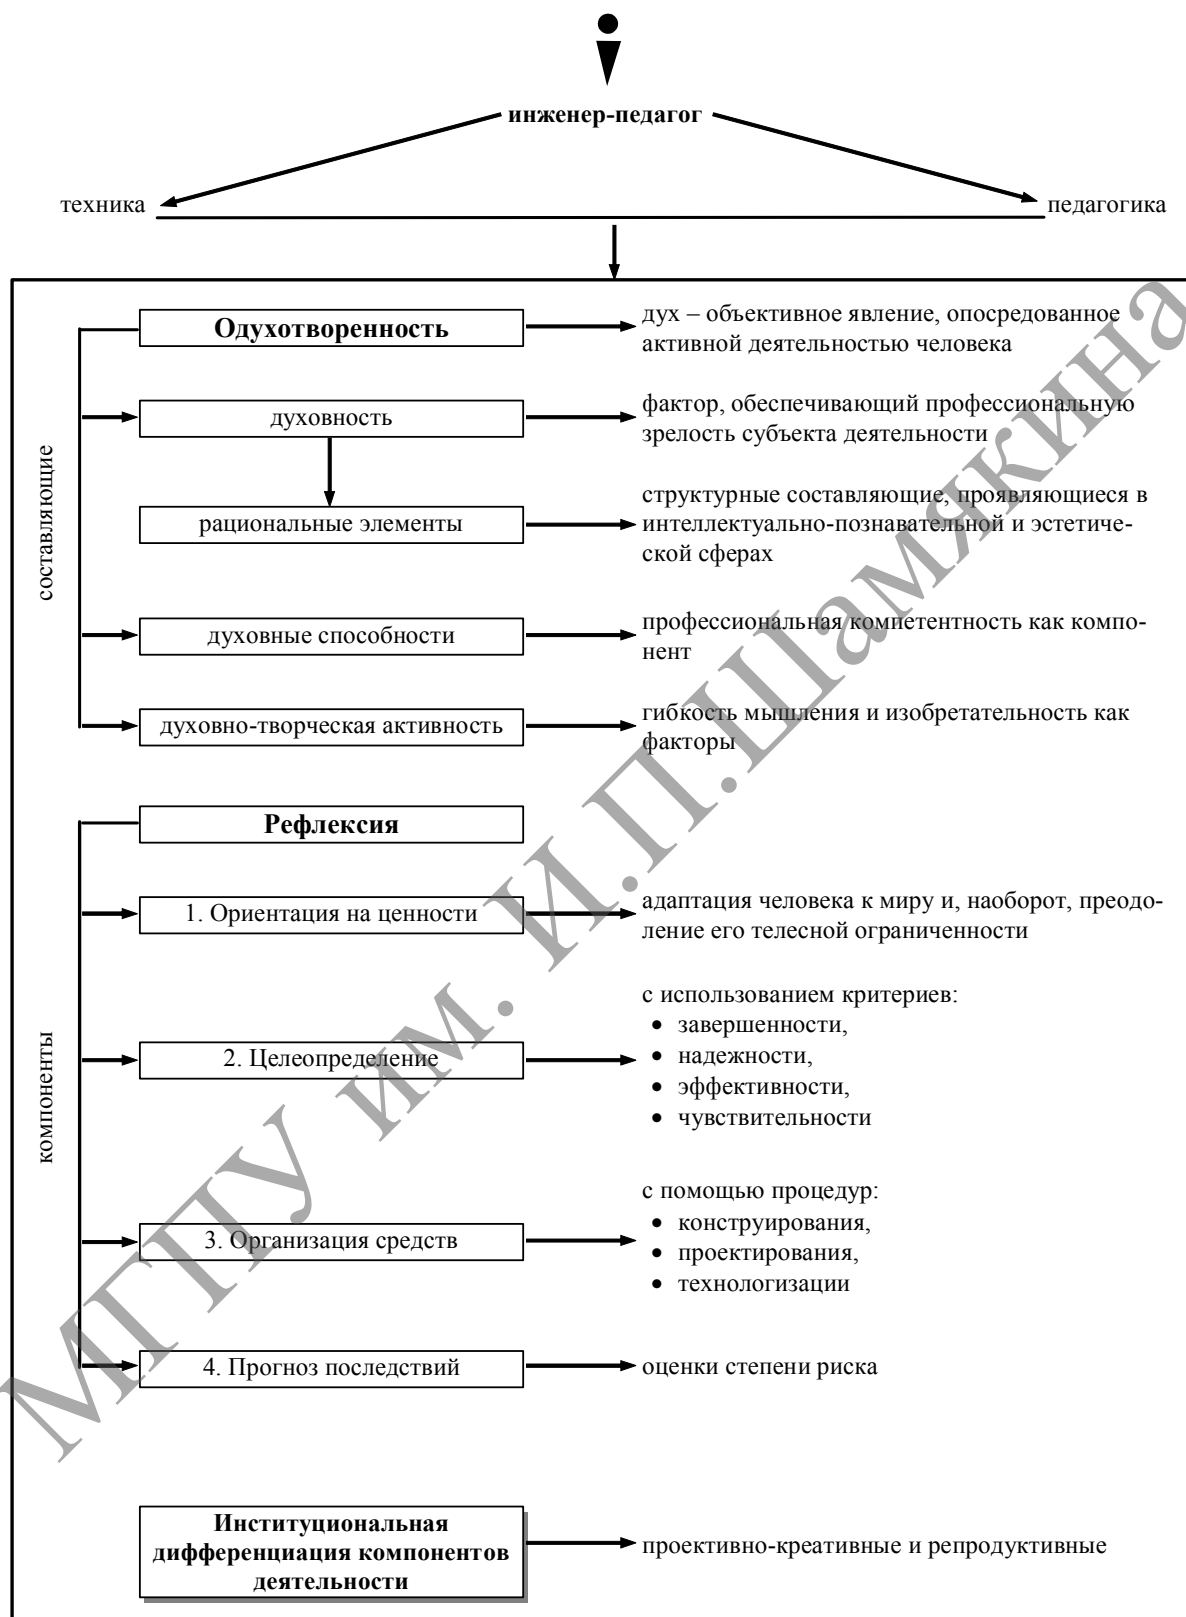 инженер-педагог
техника
педагогика
составляющие
Одухотворенность
дух – объективное явление, опосредованное
активной деятельностью человека
духовность
фактор, обеспечивающий профессиональную
зрелость субъекта деятельности
рациональные элементы
структурные составляющие, проявляющиеся в
интеллектуально-познавательной и эстетиче-
ской сферах
духовные способности
профессиональная компетентность как компо-
нент
духовно-творческая активность
гибкость мышления и изобретательность как
факторы
компоненты
Рефлексия
1. Ориентация на ценности
адаптация человека к миру и, наоборот, преодо-
ление его телесной ограниченности
2. Целеопределение
с использованием критериев:
• завершенности,
• надежности,
• эффективности,
• чувствительности
3. Организация средств
с помощью процедур:
• конструирования,
• проектирования,
• технологизации
4. Прогноз последствий
оценки степени риска
Институциональная
дифференциация компонентов
деятельности
проективно-креативные и репродуктивные
МГПУ им. И.П.Шамякина